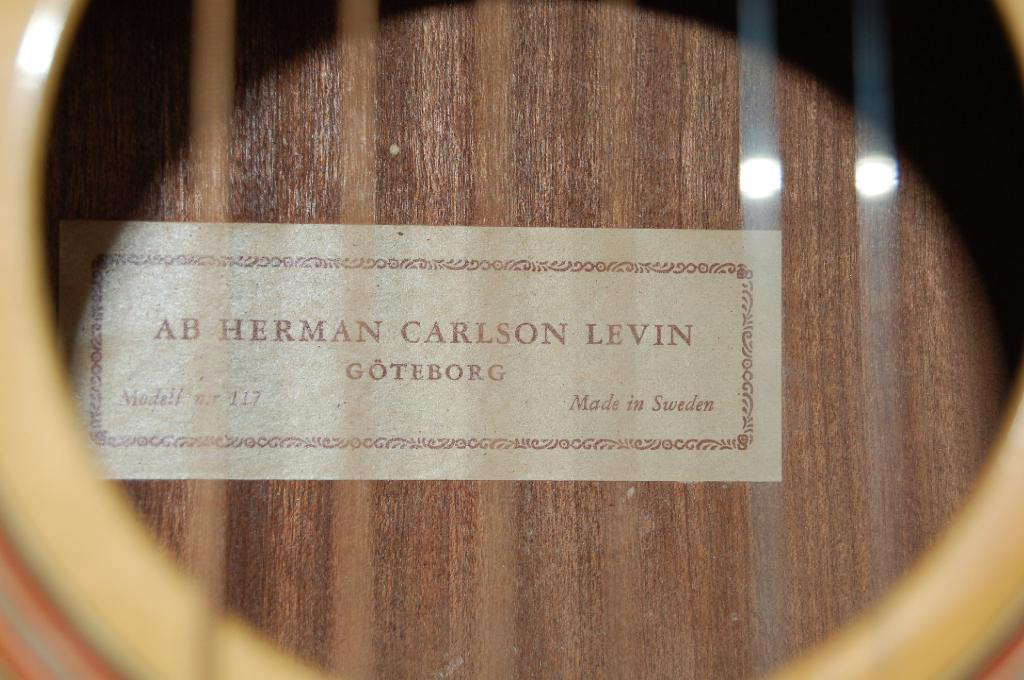 AB HERMAN CARLSON LEVIN
GÖTEBORG
Modell n:r 117 Made in Sweden